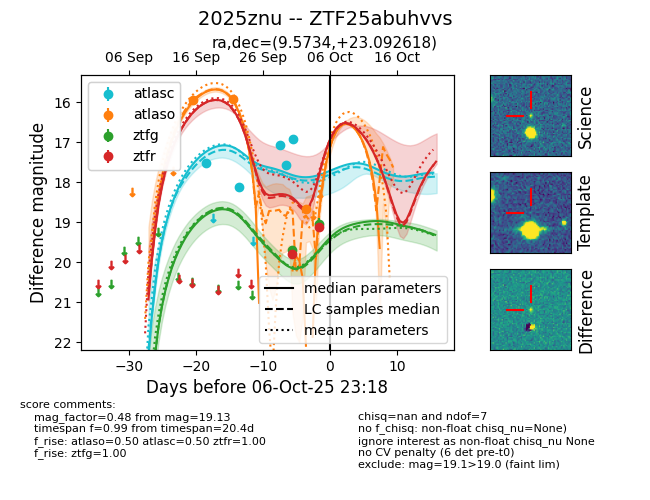 2025znu -- ZTF25abuhvvs
ra,dec=(9.5734,+23.092618)
06 Sep 16 Sep 26 Sep 06 Oct 16 Oct
atlasc
atlaso
ztfg
ztfr
16
17
18
19
20
21
22
Difference magnitude
median parameters
LC samples median
mean parameters
−30 −20 −10 0 10
Days before 06-Oct-25 23:18
Science
Template
Difference
score comments:
mag_factor=0.48 from mag=19.13
timespan f=0.99 from timespan=20.4d
f_rise: atlaso=0.50 atlasc=0.50 ztfr=1.00
f_rise: ztfg=1.00
chisq=nan and ndof=7
no f_chisq: non-float chisq_nu=None)
ignore interest as non-float chisq_nu None
no CV penalty (6 det pre-t0)
exclude: mag=19.1>19.0 (faint lim)